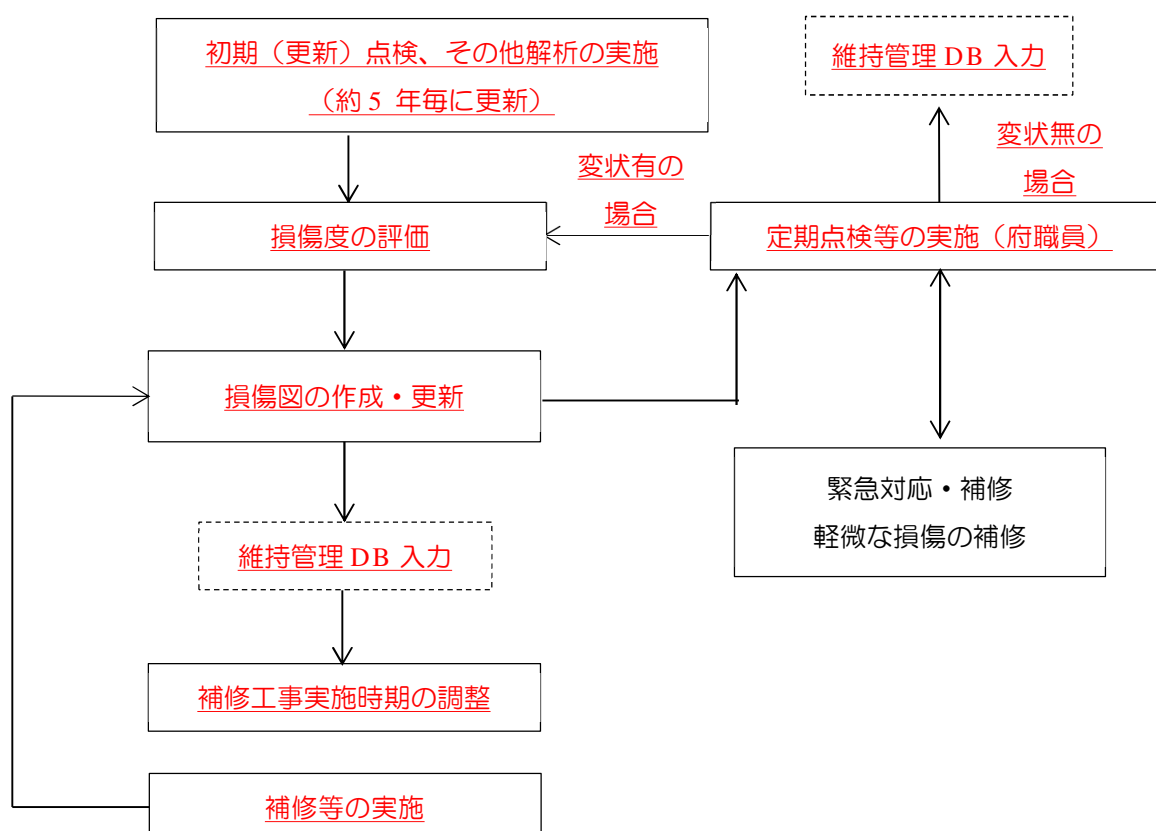 初期（更新）点検、その他解析の実施
（約5 年毎に更新）
維持管理 DB 入力
変状有の
場合
変状無の
場合
損傷度の評価
定期点検等の実施（府職員）
損傷図の作成・更新
緊急対応・補修
軽微な損傷の補修
維持管理 DB 入力
補修工事実施時期の調整
補修等の実施